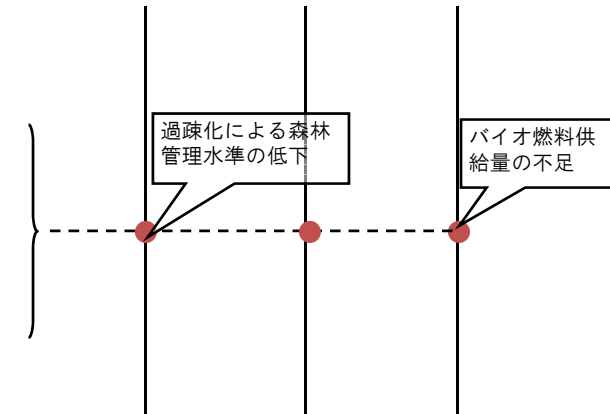 過疎化による森林
管理水準の低下
バイオ燃料供
給量の不足